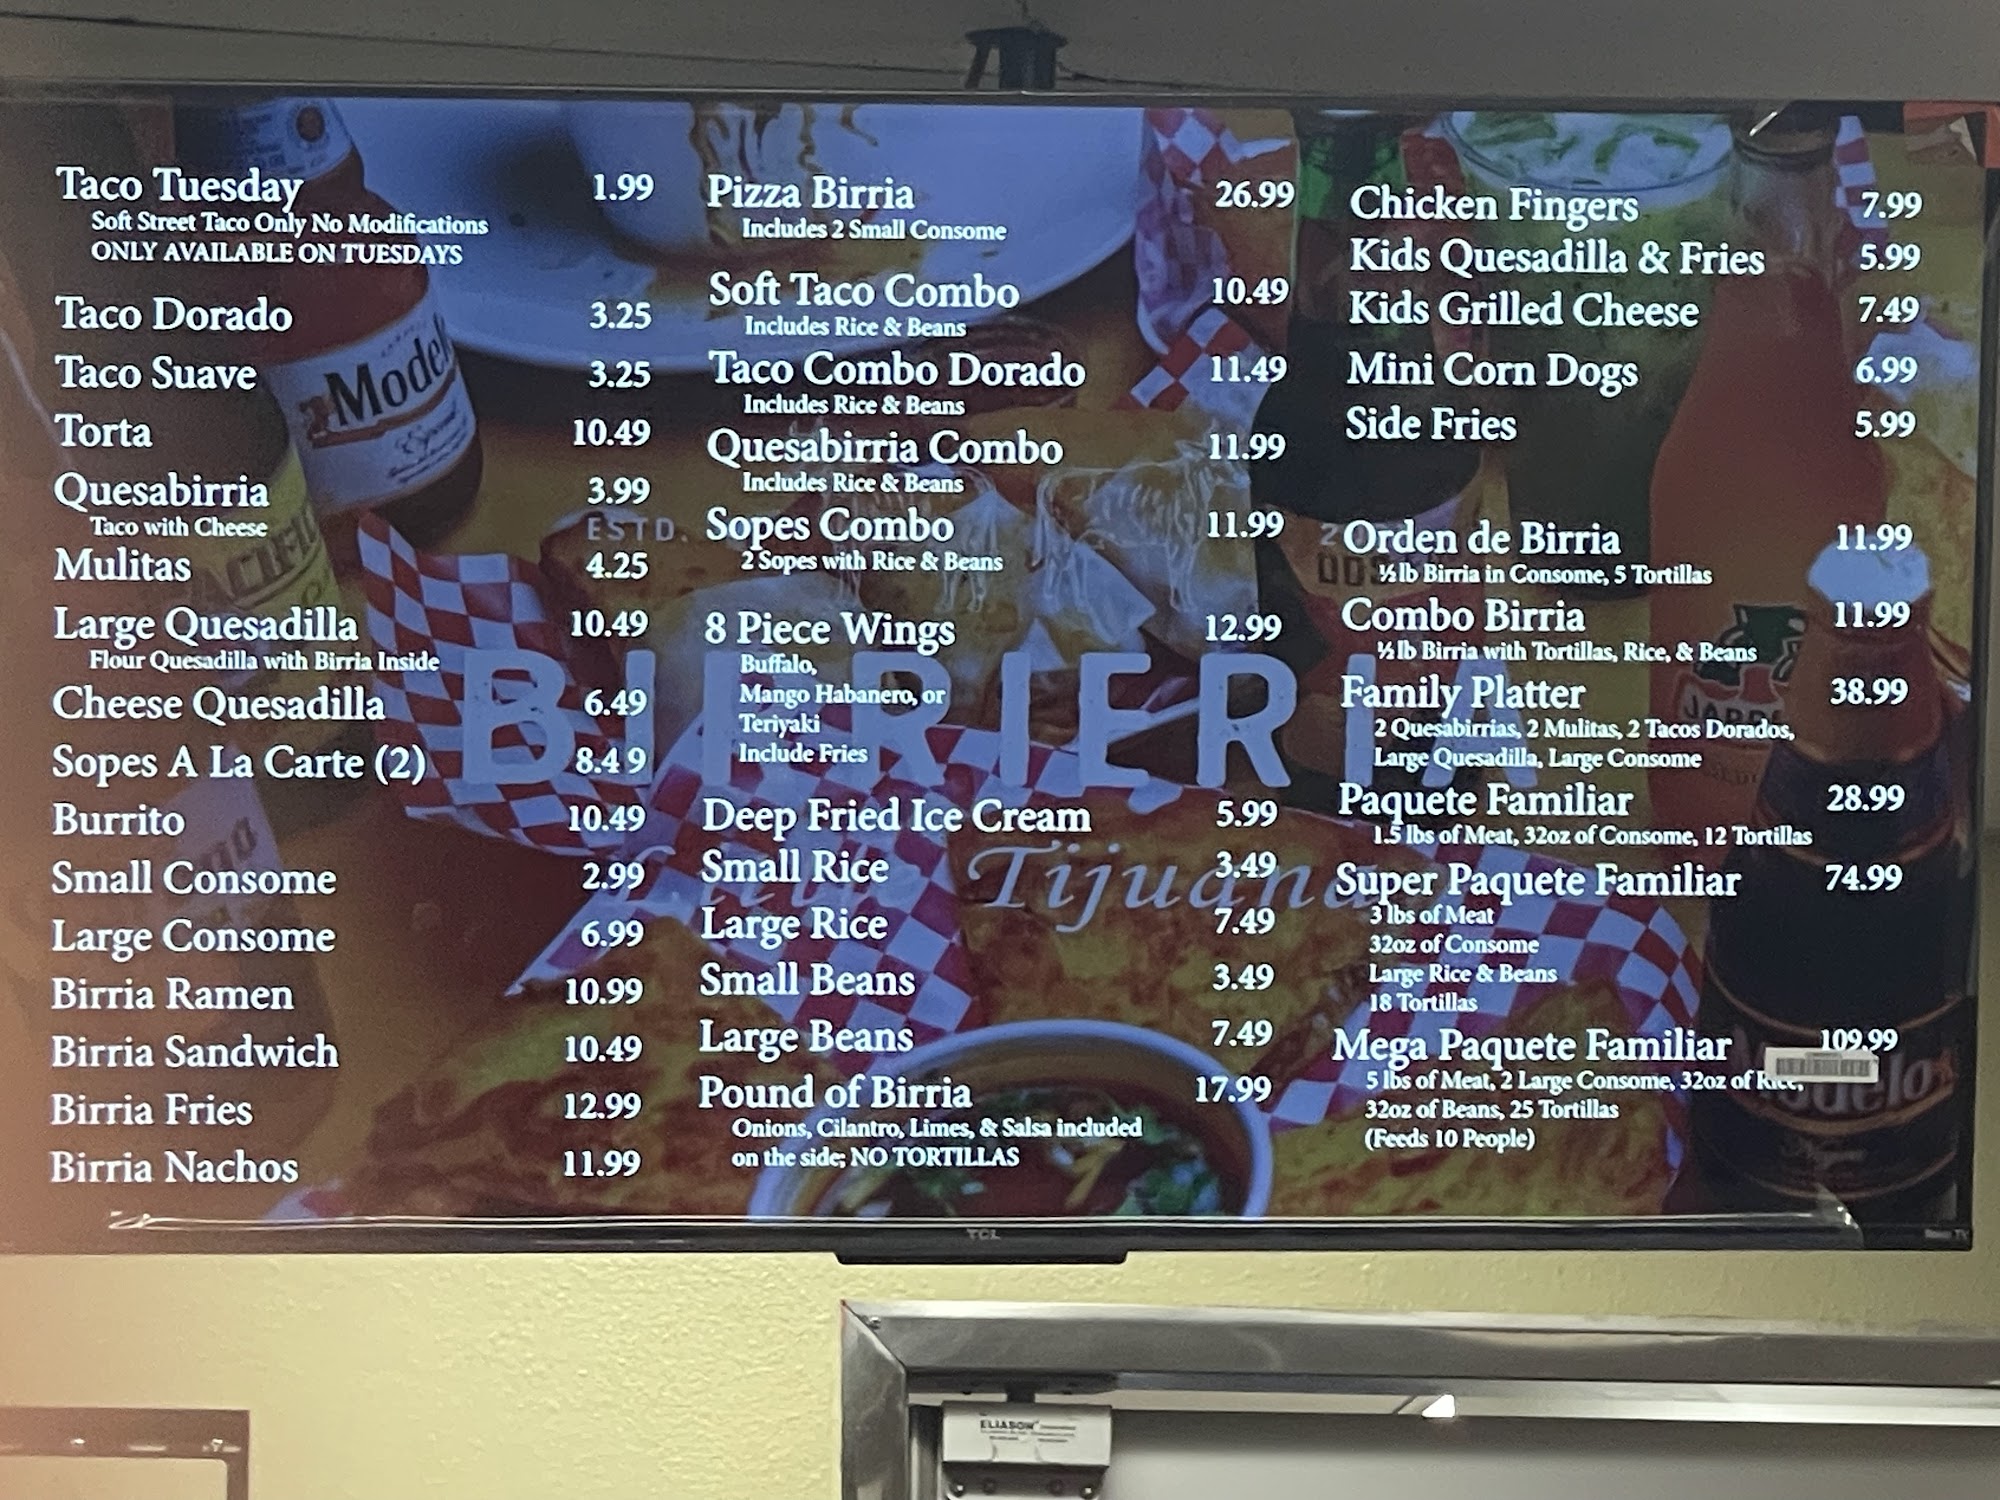 Taco Tuesday 1.99
Soft Street Taco Only No Modifications
ONLY AVAILABLE ON TUESDAYS
Taco Dorado 3.25
Taco Suave 3.25
Torta 10.49
Quesabirria 3.99
Taco with Cheese
Mulitas 4.25
Large Quesadilla 10.49
Flour Quesadilla with Birria Inside
Cheese Quesadilla 6.49
Sopes A La Carte (2) 8.49
Burrito 10.49
Small Consome 2.99
Large Consome 6.99
Birria Ramen 10.99
Birria Sandwich 10.49
Birria Fries 12.99
Birria Nachos 11.99
Pizza Birria 26.99
Includes 2 Small Consome
Soft Taco Combo 10.49
Includes Rice & Beans
Taco Combo Dorado 11.49
Includes Rice & Beans
Quesabirria Combo 11.99
Includes Rice & Beans
Sopes Combo 11.99
2 Sopes with Rice & Beans
8 Piece Wings 12.99
Buffalo,
Mango Habanero, or
Teriyaki
Include Fries
Deep Fried Ice Cream 5.99
Small Rice 3.49
Large Rice 7.49
Small Beans 3.49
Large Beans 7.49
Pound of Birria 17.99
Onions, Cilantro, Limes, & Salsa included
on the side; NO TORTILLAS
Chicken Fingers 7.99
Kids Quesadilla & Fries 5.99
Kids Grilled Cheese 7.49
Mini Corn Dogs 6.99
Side Fries 5.99
Orden de Birria 11.99
½lb Birria in Consome, 5 Tortillas
Combo Birria 11.99
½lb Birria with Tortillas, Rice, & Beans
Family Platter 38.99
2 Quesabirrias, 2 Mulitas, 2 Tacos Dorados,
Large Quesadilla, Large Consome
Paquete Familiar 28.99
1.5 lbs of Meat, 32oz of Consome, 12 Tortillas
Super Paquete Familiar 74.99
3 lbs of Meat
32oz of Consome
Large Rice & Beans
18 Tortillas
Mega Paquete Familiar 109.99
5 lbs of Meat, 2 Large Consome, 32oz of Rice,
32oz of Beans, 25 Tortillas
(Feeds 10 People)
Modelo
ESTD.
BIRRIERIA
Tijuana
Modelo
TCL
ELIASON